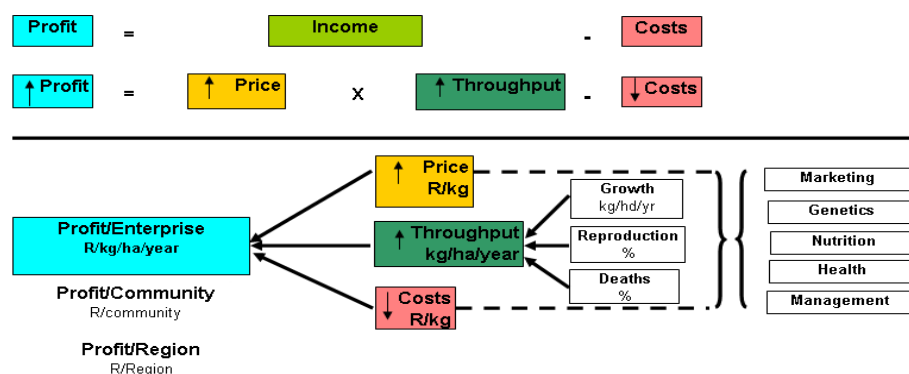 Profit = Income - Costs
↑ Profit = ↑ Price X ↑ Throughput - ↓ Costs
↑ Price
R/kg
Growth
kg/hd/yr
Marketing
Genetics
Profit/Enterprise
R/kg/ha/year
↑ Throughput
kg/ha/year
Reproduction
%
Nutrition
Deaths
%
Health
Profit/Community
R/community
↓ Costs
R/kg
Management
Profit/Region
R/Region